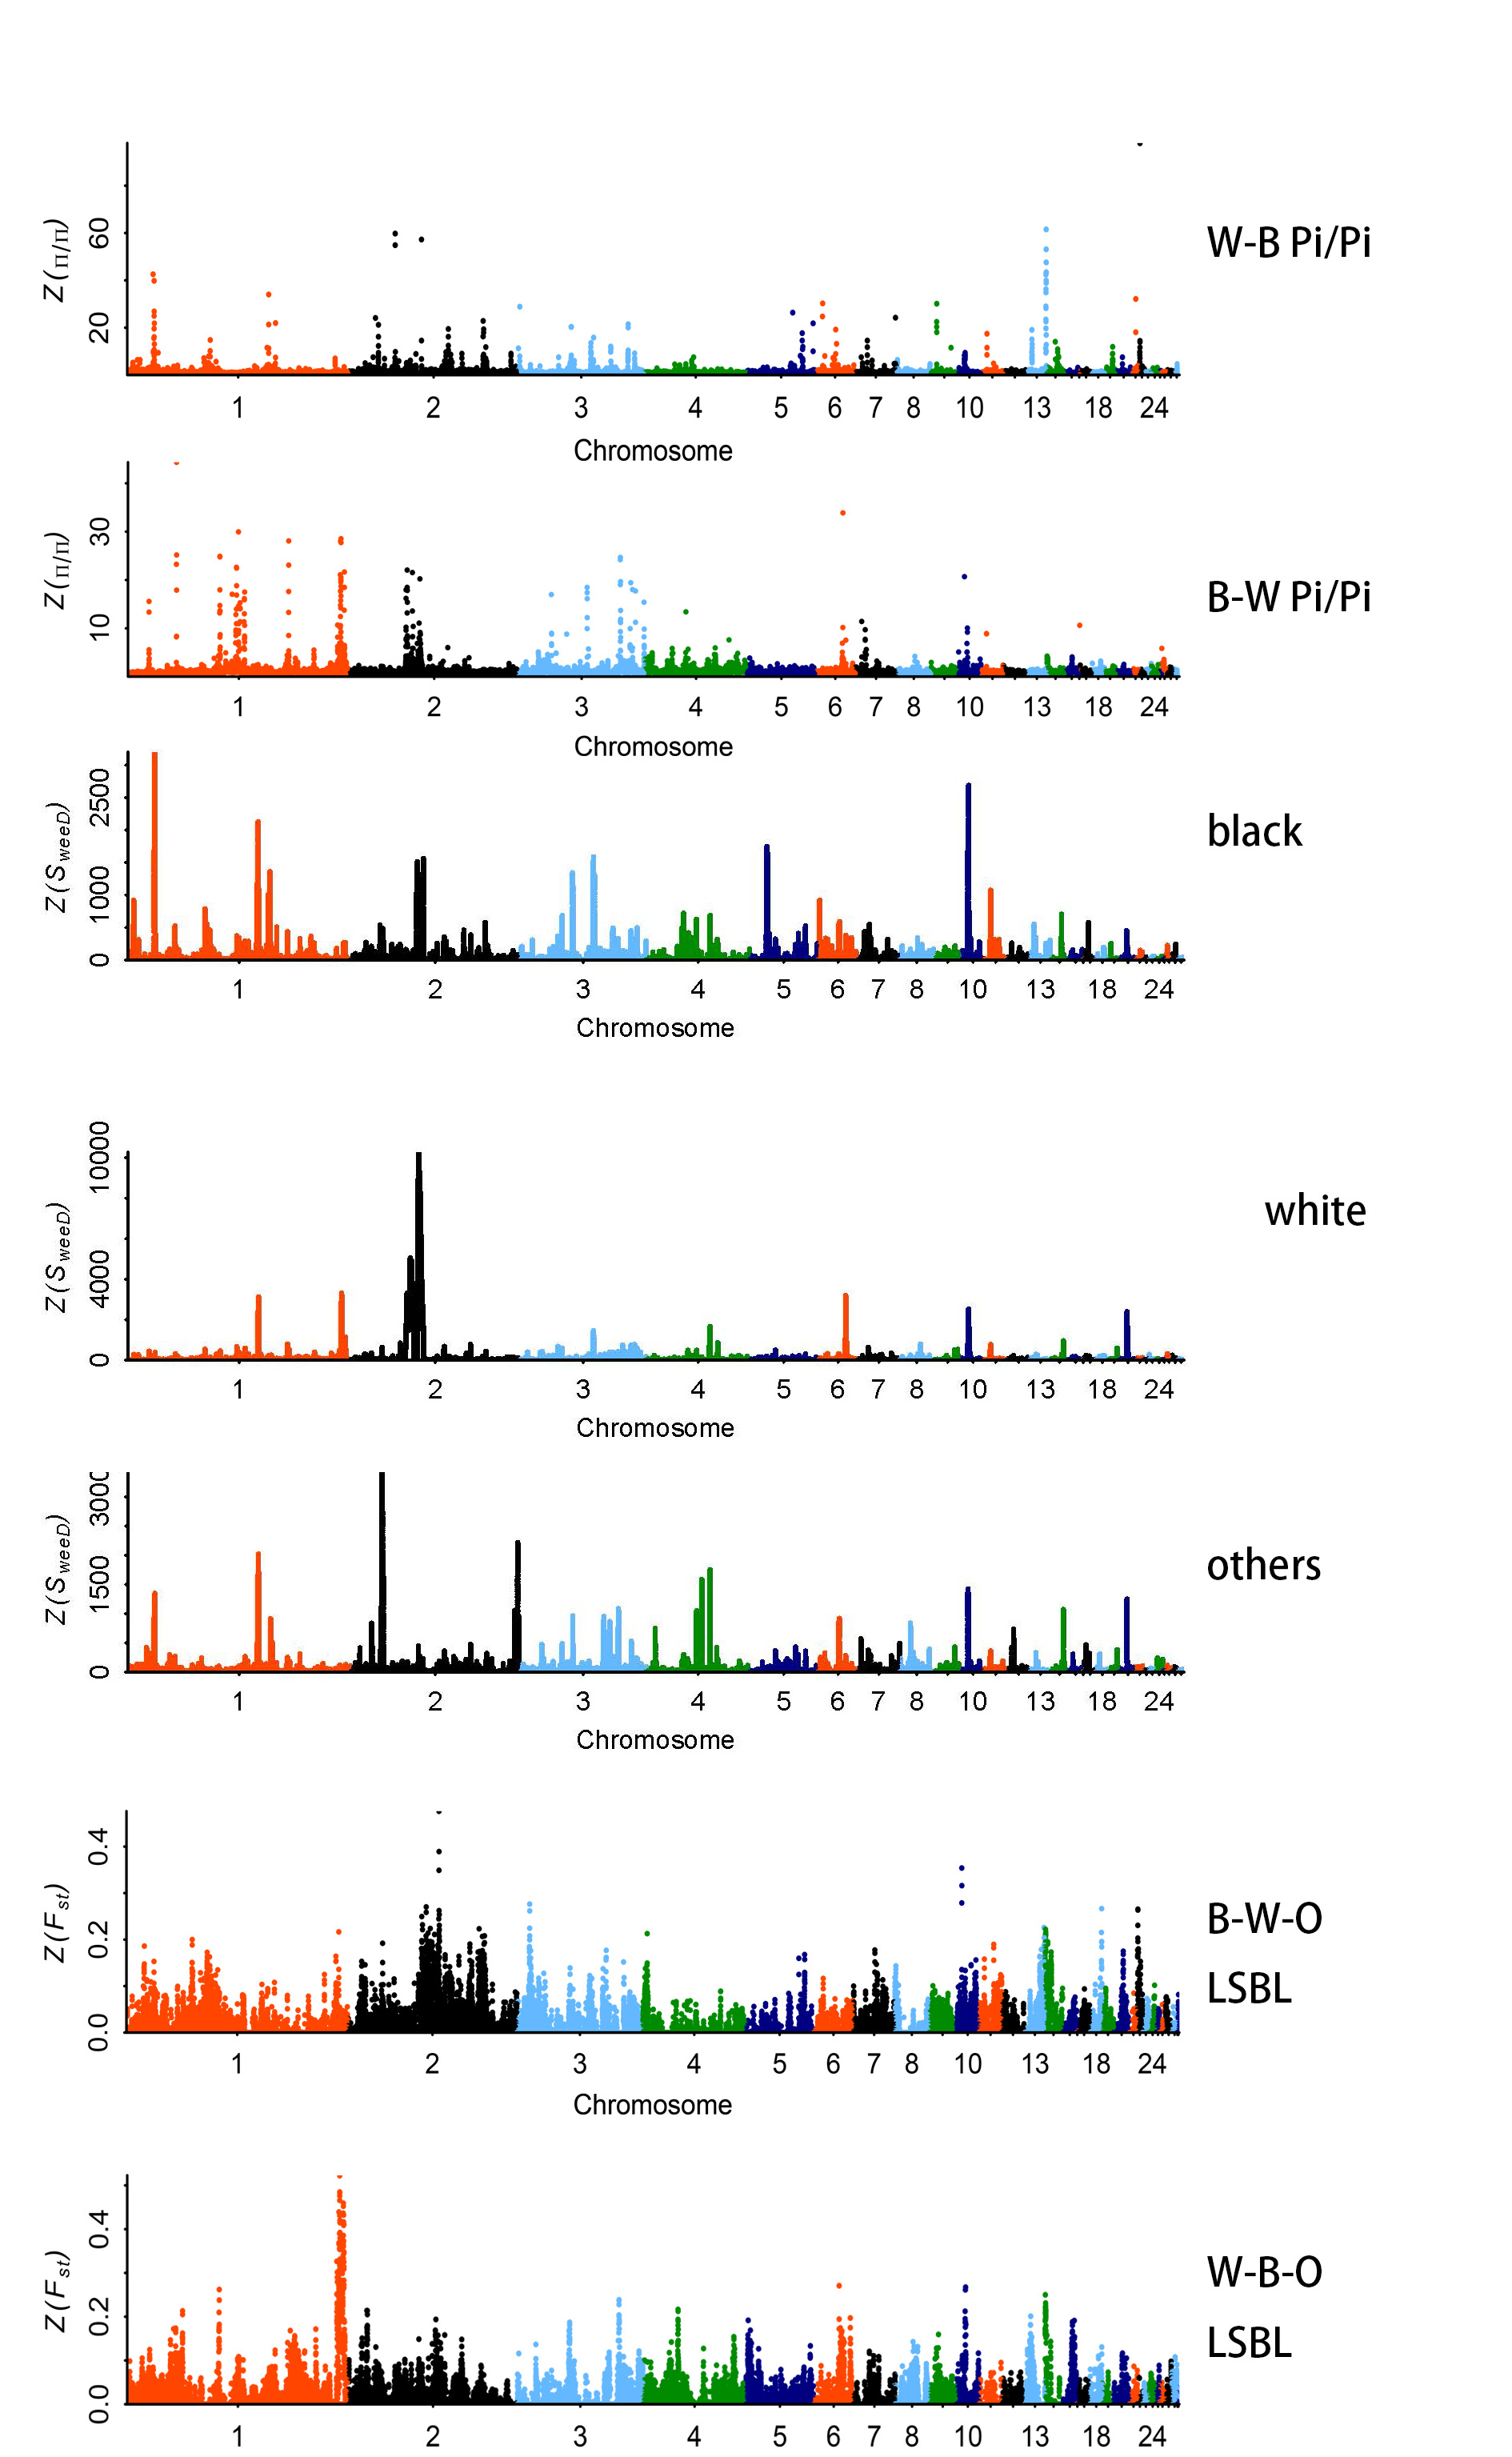 Z(π/π)
60
20
W-B Pi/Pi
1 2 3 4 5 6 7 8 10 13 18 24
Chromosome
Z(π/π)
30
10
B-W Pi/Pi
1 2 3 4 5 6 7 8 10 13 18 24
Chromosome
Z(SweeD)
2500
1000
0
black
1 2 3 4 5 6 7 8 10 13 18 24
Chromosome
Z(SweeD)
10000
4000
0
white
1 2 3 4 5 6 7 8 10 13 18 24
Chromosome
Z(SweeD)
3000
1500
0
others
1 2 3 4 5 6 7 8 10 13 18 24
Chromosome
Z(Fst)
0.4
0.2
0.0
B-W-O
LSBL
1 2 3 4 5 6 7 8 10 13 18 24
Chromosome
Z(Fst)
0.4
0.2
0.0
W-B-O
LSBL
1 2 3 4 5 6 7 8 10 13 18 24